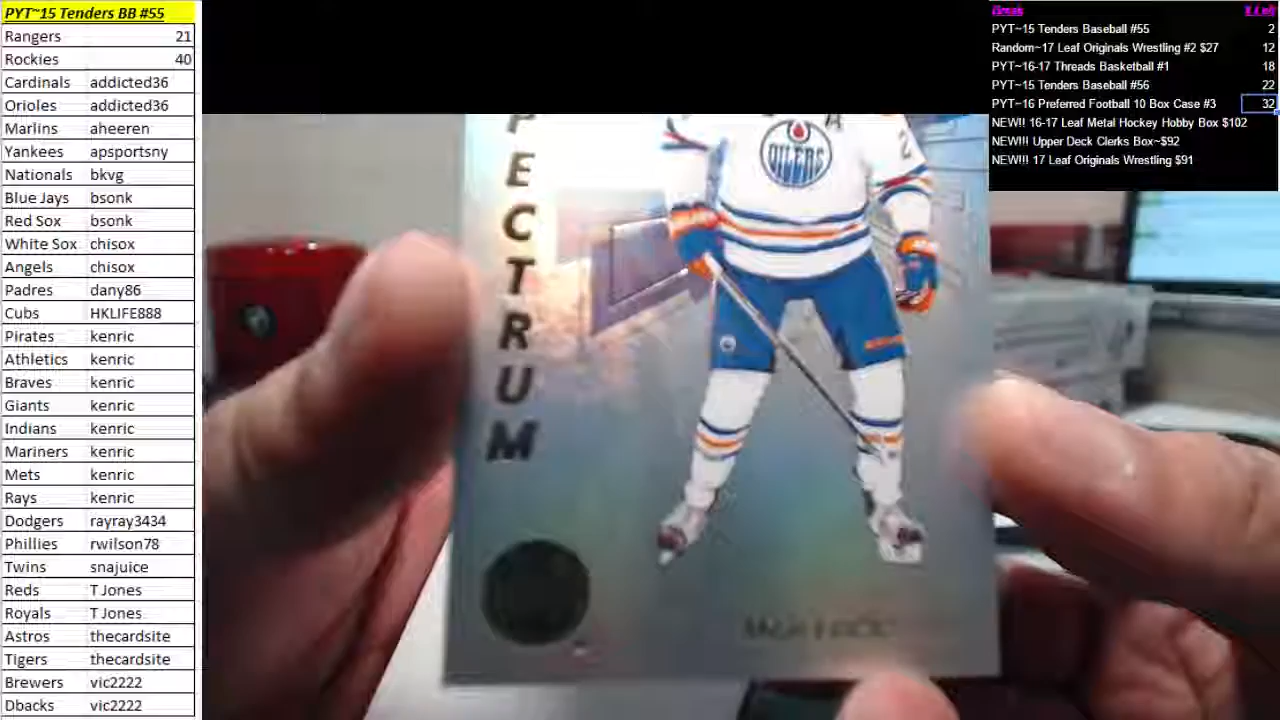 PYT~15 Tenders BB #55
Rangers 21
Rockies 40
Cardinals addicted36
Orioles addicted36
Marlins aheeren
Yankees apsportsny
Nationals bkvg
Blue Jays bsonk
Red Sox bsonk
White Sox chisox
Angels chisox
Padres dany86
Cubs HKLIFE888
Pirates kenric
Athletics kenric
Braves kenric
Giants kenric
Indians kenric
Mariners kenric
Mets kenric
Rays kenric
Dodgers rayray3434
Phillies rwilson78
Twins snajuice
Reds T Jones
Royals T Jones
Astros thecardsite
Tigers thecardsite
Brewers vic2222
Dbacks vic2222
PECTRUM
A
2
OILERS
Break
PYT~15 Tenders Baseball #55 2
Random~17 Leaf Originals Wrestling #2 $27 12
PYT~16-17 Threads Basketball #1 18
PYT~15 Tenders Baseball #56 22
PYT~16 Preferred Football 10 Box Case #3 32
NEW!! 16-17 Leaf Metal Hockey Hobby Box $102
NEW!!! Upper Deck Clerks Box~$92
NEW!!! 17 Leaf Originals Wrestling $91